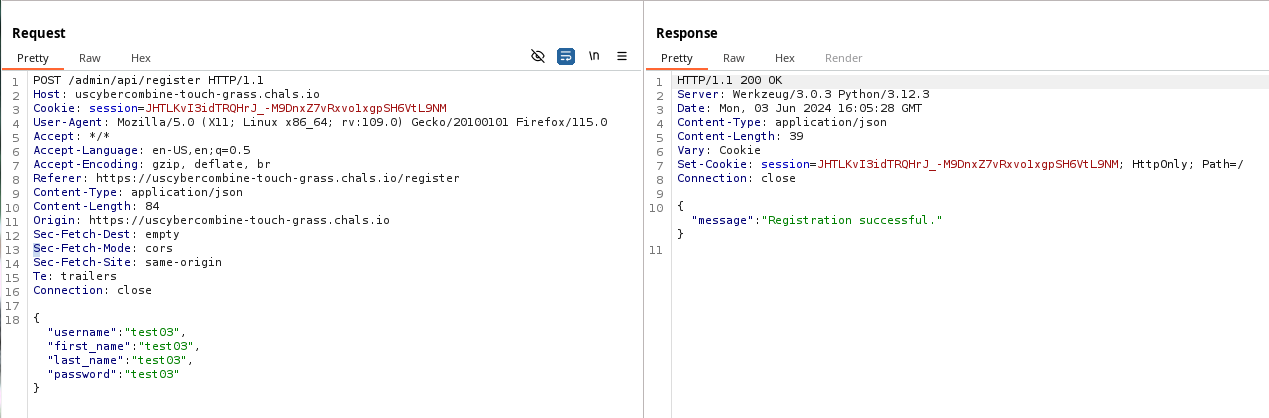 Request
Pretty Raw Hex \n
1 POST /admin/api/register HTTP/1.1
2 Host: uscybercombine-touch-grass.chals.io
3 Cookie: session=JHTLKvI3idTRQHrJ_-M9DnxZ7vRxvo1xgpSH6VtL9NM
4 User-Agent: Mozilla/5.0 (X11; Linux x86_64; rv:109.0) Gecko/20100101 Firefox/115.0
5 Accept: */*
6 Accept-Language: en-US,en;q=0.5
7 Accept-Encoding: gzip, deflate, br
8 Referer: https://uscybercombine-touch-grass.chals.io/register
9 Content-Type: application/json
10 Content-Length: 84
11 Origin: https://uscybercombine-touch-grass.chals.io
12 Sec-Fetch-Dest: empty
13 Sec-Fetch-Mode: cors
14 Sec-Fetch-Site: same-origin
15 Te: trailers
16 Connection: close
17
18 {
"username":"test03",
"first_name":"test03",
"last_name":"test03",
"password":"test03"
}
Response
Pretty Raw Hex Render
1 HTTP/1.1 200 OK
2 Server: Werkzeug/3.0.3 Python/3.12.3
3 Date: Mon, 03 Jun 2024 16:05:28 GMT
4 Content-Type: application/json
5 Content-Length: 39
6 Vary: Cookie
7 Set-Cookie: session=JHTLKvI3idTRQHrJ_-M9DnxZ7vRxvo1xgpSH6VtL9NM; HttpOnly; Path=/
8 Connection: close
9
10 {
"message":"Registration successful."
}
11